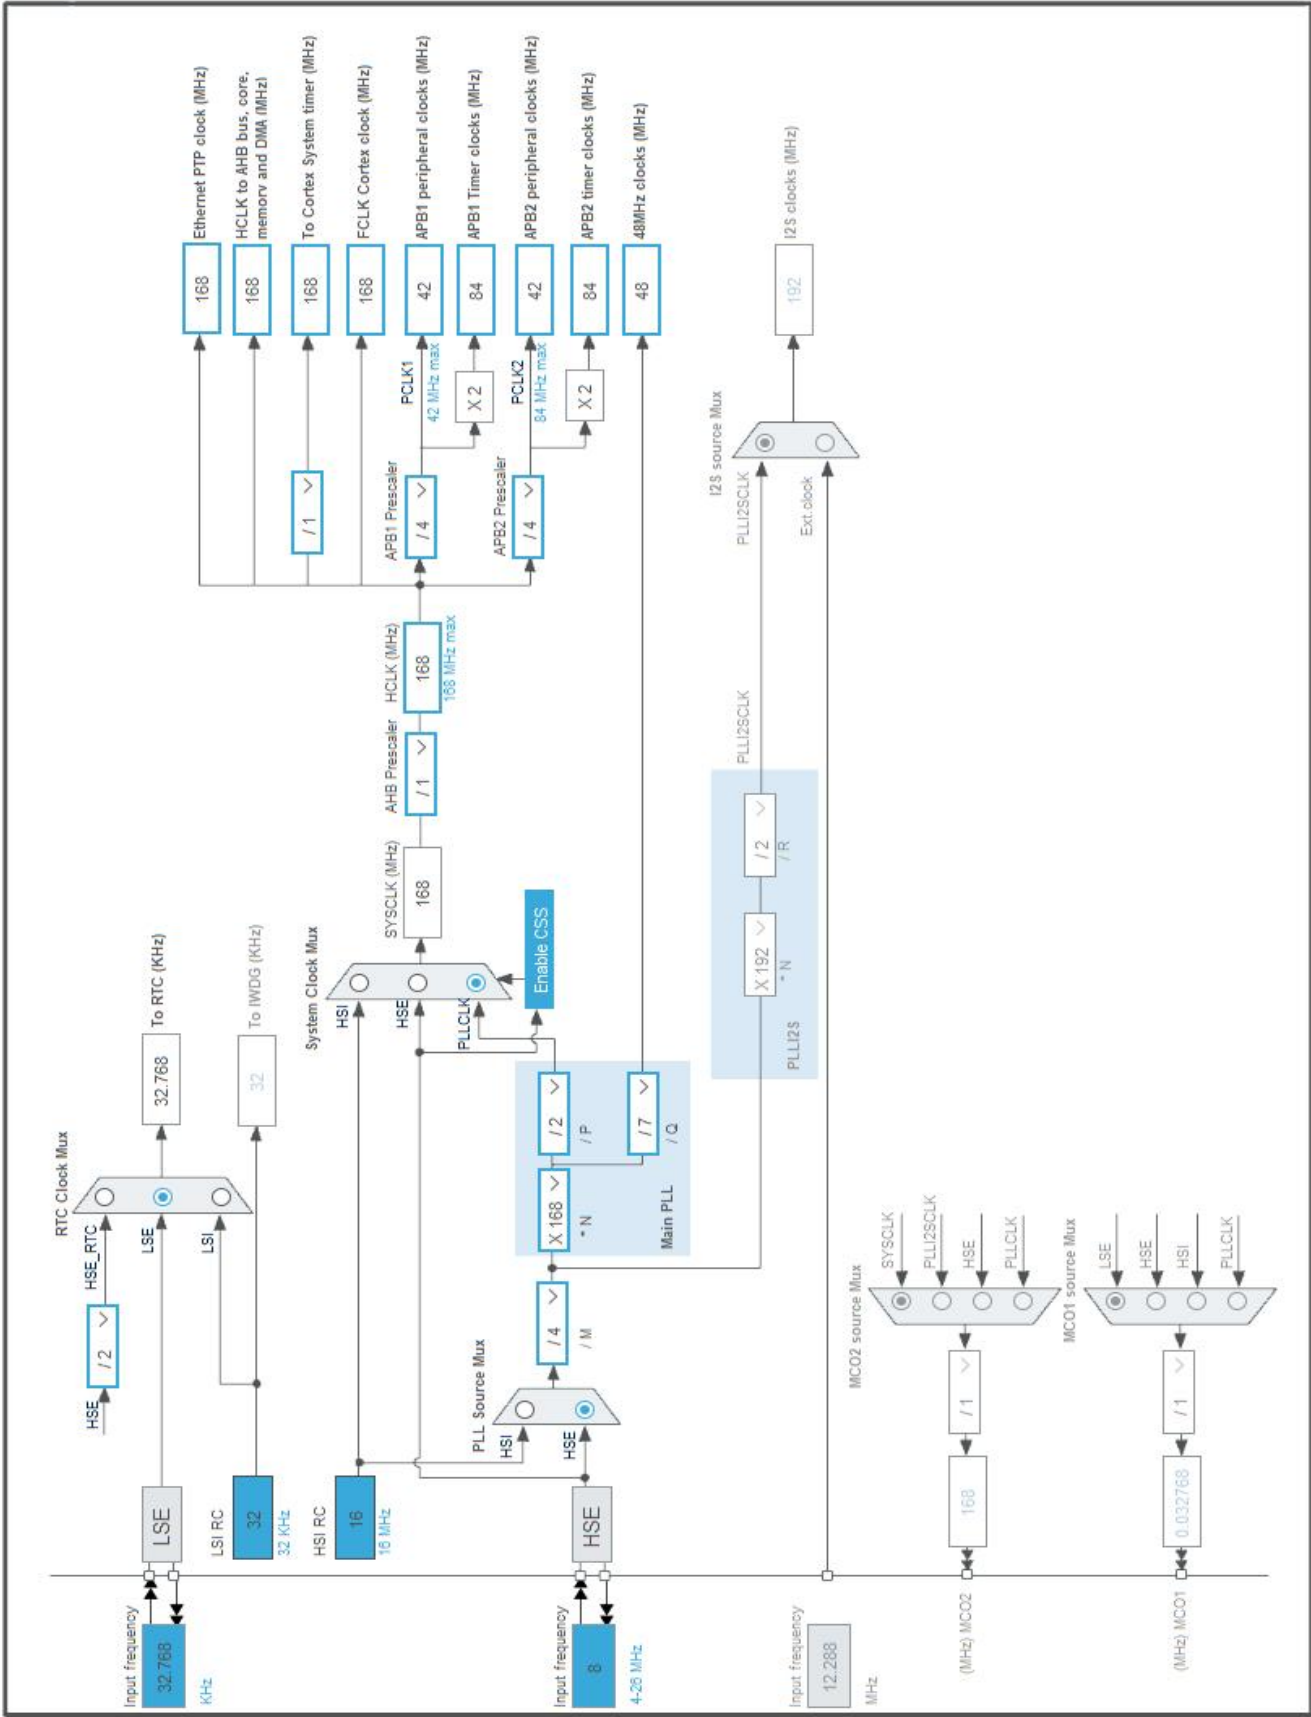 Input frequency
32.768
KHz
LSE
LSI RC
32
32 KHz
HSI RC
16
16 MHz
HSE
/ 2
HSE_RTC
LSE
LSI
RTC Clock Mux
32.768
To RTC (KHz)
32
To IWDG (KHz)
Input frequency
8
4-26 MHz
HSE
PLL Source Mux
HSI
HSE
/ 4
/ M
X 168
* N
/ 2
/ P
/ 7
/ Q
Main PLL
System Clock Mux
HSI
HSE
PLLCLK
Enable CSS
SYSCLK (MHz)
168
AHB Prescaler
/ 1
HCLK (MHz)
168
168 MHz max
/ 1
APB1 Prescaler
/ 4
APB2 Prescaler
/ 4
PCLK1
42 MHz max
X 2
PCLK2
84 MHz max
X 2
168
Ethernet PTP clock (MHz)
168
HCLK to AHB bus, core,
memory and DMA (MHz)
168
To Cortex System timer (MHz)
168
FCLK Cortex clock (MHz)
42
APB1 peripheral clocks (MHz)
84
APB1 Timer clocks (MHz)
42
APB2 peripheral clocks (MHz)
84
APB2 timer clocks (MHz)
48
48MHz clocks (MHz)
PLLI2S
X 192
* N
/ 2
/ R
PLLI2SCLK
PLLI2SCLK
Ext.clock
I2S source Mux
192
I2S clocks (MHz)
Input frequency
12.288
MHz
MCO2 source Mux
SYSCLK
PLLI2SCLK
HSE
PLLCLK
/ 1
168
(MHz) MCO2
MCO1 source Mux
LSE
HSE
HSI
PLLCLK
/ 1
0.032768
(MHz) MCO1